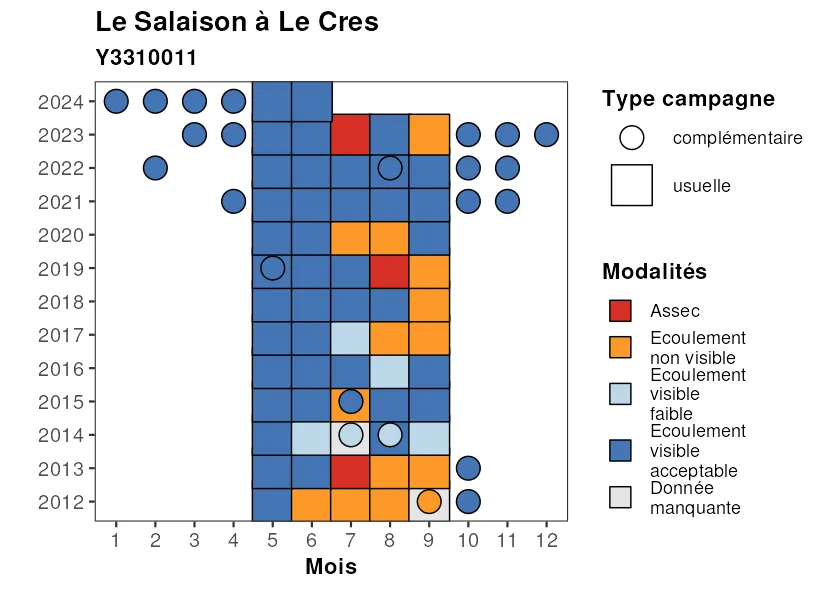 Le Salaison à Le Cres
Y3310011
2024
2023
2022
2021
2020
2019
2018
2017
2016
2015
2014
2013
2012
1 2 3 4 5 6 7 8 9 10 11 12
Mois
Type campagne
complémentaire
usuelle
Modalités
Assec
Ecoulement
non visible
Ecoulement
visible
faible
Ecoulement
visible
acceptable
Donnée
manquante